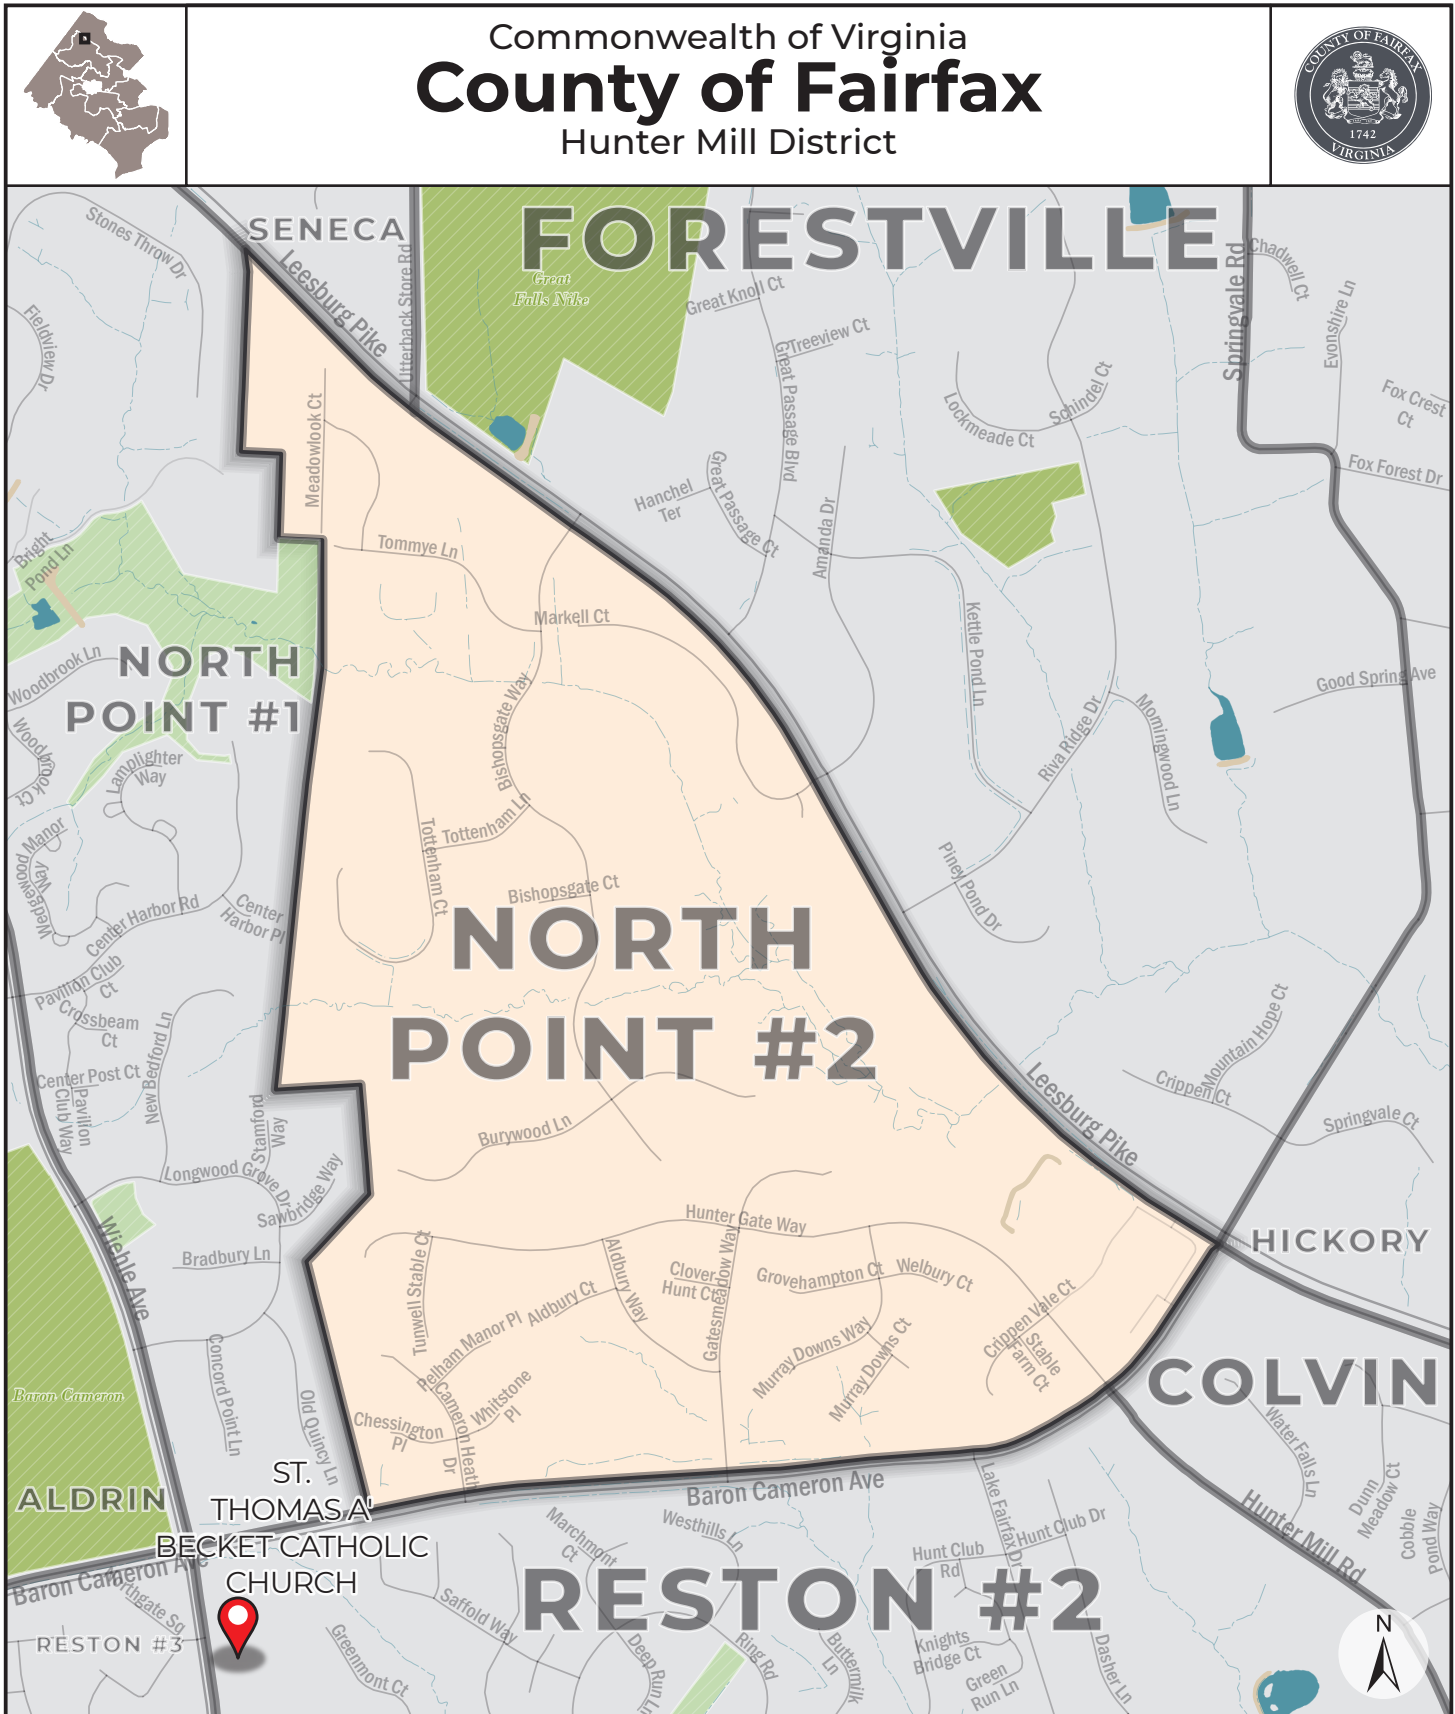 Commonwealth of Virginia
County of Fairfax
Hunter Mill District
COUNTY OF FAIRFAX
1742
VIRGINIA
SENECA
FORESTVILLE
Stones Throw Dr
Leesburg Pike
Utterback Store Rd
Great
Falls Nike
Great Knoll Ct
Treeview Ct
Great Passage Blvd
Springvale Rd
Chadwell Ct
Evonshire Ln
Fieldview Dr
Lockmeade Ct
Schindel Ct
Fox Crest
Ct
Fox Forest Dr
Meadowlook Ct
Hanchel
Ter
Great Passage Ct
Amanda Dr
Tommye Ln
Bright
Pond Ln
Markell Ct
Kettle Pond Ln
NORTH
POINT #1
Woodbrook Ln
Woodbrook Ct
Good Spring Ave
Bishopsgate Way
Riva Ridge Dr
Morningwood Ln
Lamplighter
Way
Tottenham Ln
Tottenham Ct
Wedgewood Manor
Way
Piney Pond Dr
Bishopsgate Ct
Center Harbor Rd
Center
Harbor Pl
NORTH
POINT #2
Pavilion Club
Ct
Crossbeam
Ct
New Bedford Ln
Mountain Hope Ct
Crippen Ct
Springvale Ct
Center Post Ct
Pavilion
Club Way
Stamford
Way
Burywood Ln
Leesburg Pike
Longwood Grove Dr
Sawbridge Way
Hunter Gate Way
HICKORY
Wiehle Ave
Bradbury Ln
Tunwell Stable Ct
Aldbury Way
Clover
Hunt Ct
Gatesmeadow Way
Grovehampton Ct
Welbury Ct
Aldbury Ct
Pelham Manor Pl
Crippen Vale Ct
Stable
Farm Ct
Murray Downs Way
Murray Downs Ct
COLVIN
Concord Point Ln
Old Quincy Ln
Baron Cameron
Cameron Heath
Dr
Whitstone
Pl
Chessington
Pl
Water Falls Ln
Dunn
Meadow Ct
Cobble
Pond Way
Baron Cameron Ave
Hunter Mill Rd
ALDRIN
ST.
THOMAS A'
BECKET CATHOLIC
CHURCH
Baron Cameron Ave
Northgate Sq
RESTON #3
Marchmont
Ct
Westhills Ln
Lake Fairfax Dr
Hunt Club Dr
Hunt Club
Rd
RESTON #2
Saffold Way
Greenmont Ct
Deep Run Ln
Ring Rd
Buttermilk
Ln
Knights
Bridge Ct
Green
Run Ln
Dasher Ln
N